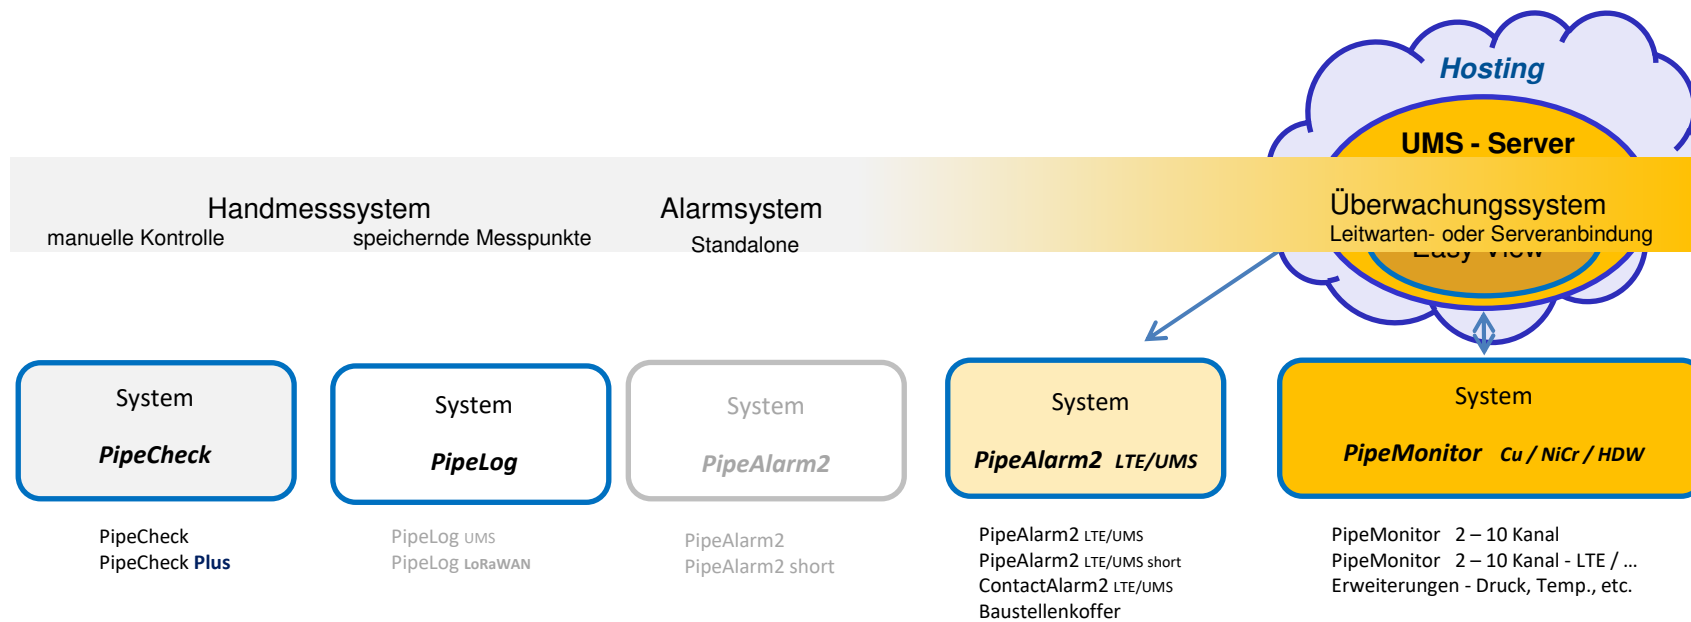 Hosting
UMS - Server
Handmesssystem
manuelle Kontrolle
speichernde Messpunkte
Alarmsystem
Standalone
Überwachungssystem
Leitwarten- oder Serveranbindung
Easy View
System
PipeCheck
System
PipeLog
System
PipeAlarm2
System
PipeAlarm2 LTE/UMS
System
PipeMonitor Cu / NiCr / HDW
PipeCheck
PipeCheck Plus
PipeLog UMS
PipeLog LoRaWAN
PipeAlarm2
PipeAlarm2 short
PipeAlarm2 LTE/UMS
PipeAlarm2 LTE/UMS short
ContactAlarm2 LTE/UMS
Baustellenkoffer
PipeMonitor 2 – 10 Kanal
PipeMonitor 2 – 10 Kanal - LTE / ...
Erweiterungen - Druck, Temp., etc.